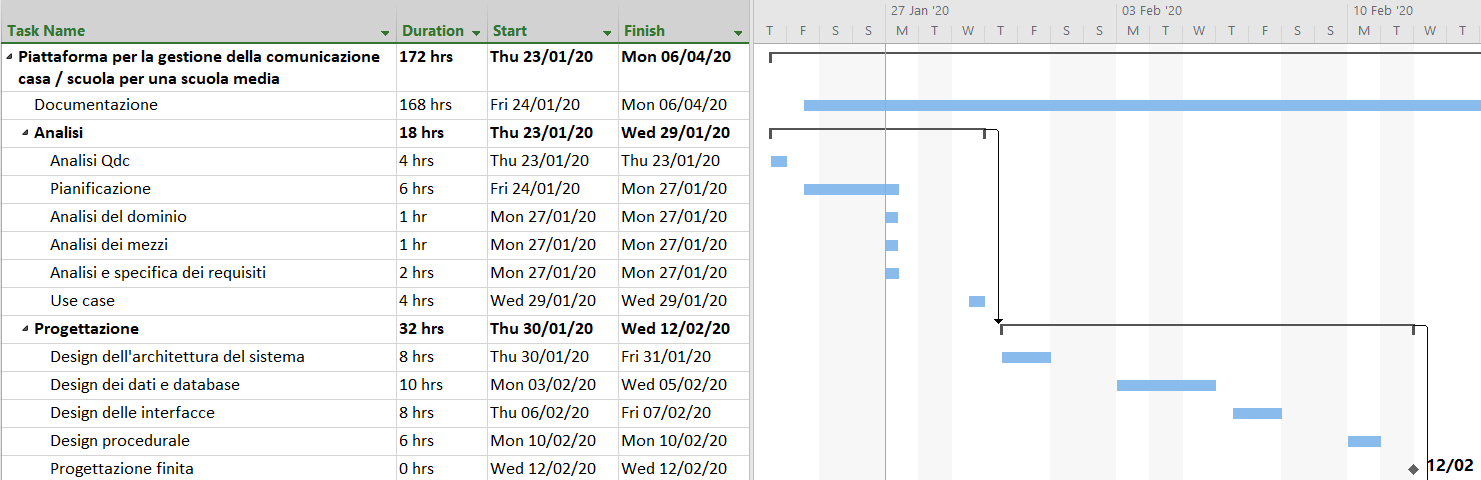 27 Jan '20 03 Feb '20 10 Feb '20
Task Name Duration Start Finish T F S S M T W T F S S M T W T F S S M T W T
Piattaforma per la gestione della comunicazione 172 hrs Thu 23/01/20 Mon 06/04/20
casa / scuola per una scuola media
Documentazione 168 hrs Fri 24/01/20 Mon 06/04/20
Analisi 18 hrs Thu 23/01/20 Wed 29/01/20
Analisi Qdc 4 hrs Thu 23/01/20 Thu 23/01/20
Pianificazione 6 hrs Fri 24/01/20 Mon 27/01/20
Analisi del dominio 1 hr Mon 27/01/20 Mon 27/01/20
Analisi dei mezzi 1 hr Mon 27/01/20 Mon 27/01/20
Analisi e specifica dei requisiti 2 hrs Mon 27/01/20 Mon 27/01/20
Use case 4 hrs Wed 29/01/20 Wed 29/01/20
Progettazione 32 hrs Thu 30/01/20 Wed 12/02/20
Design dell'architettura del sistema 8 hrs Thu 30/01/20 Fri 31/01/20
Design dei dati e database 10 hrs Mon 03/02/20 Wed 05/02/20
Design delle interfacce 8 hrs Thu 06/02/20 Fri 07/02/20
Design procedurale 6 hrs Mon 10/02/20 Mon 10/02/20
Progettazione finita 0 hrs Wed 12/02/20 Wed 12/02/20 12/02